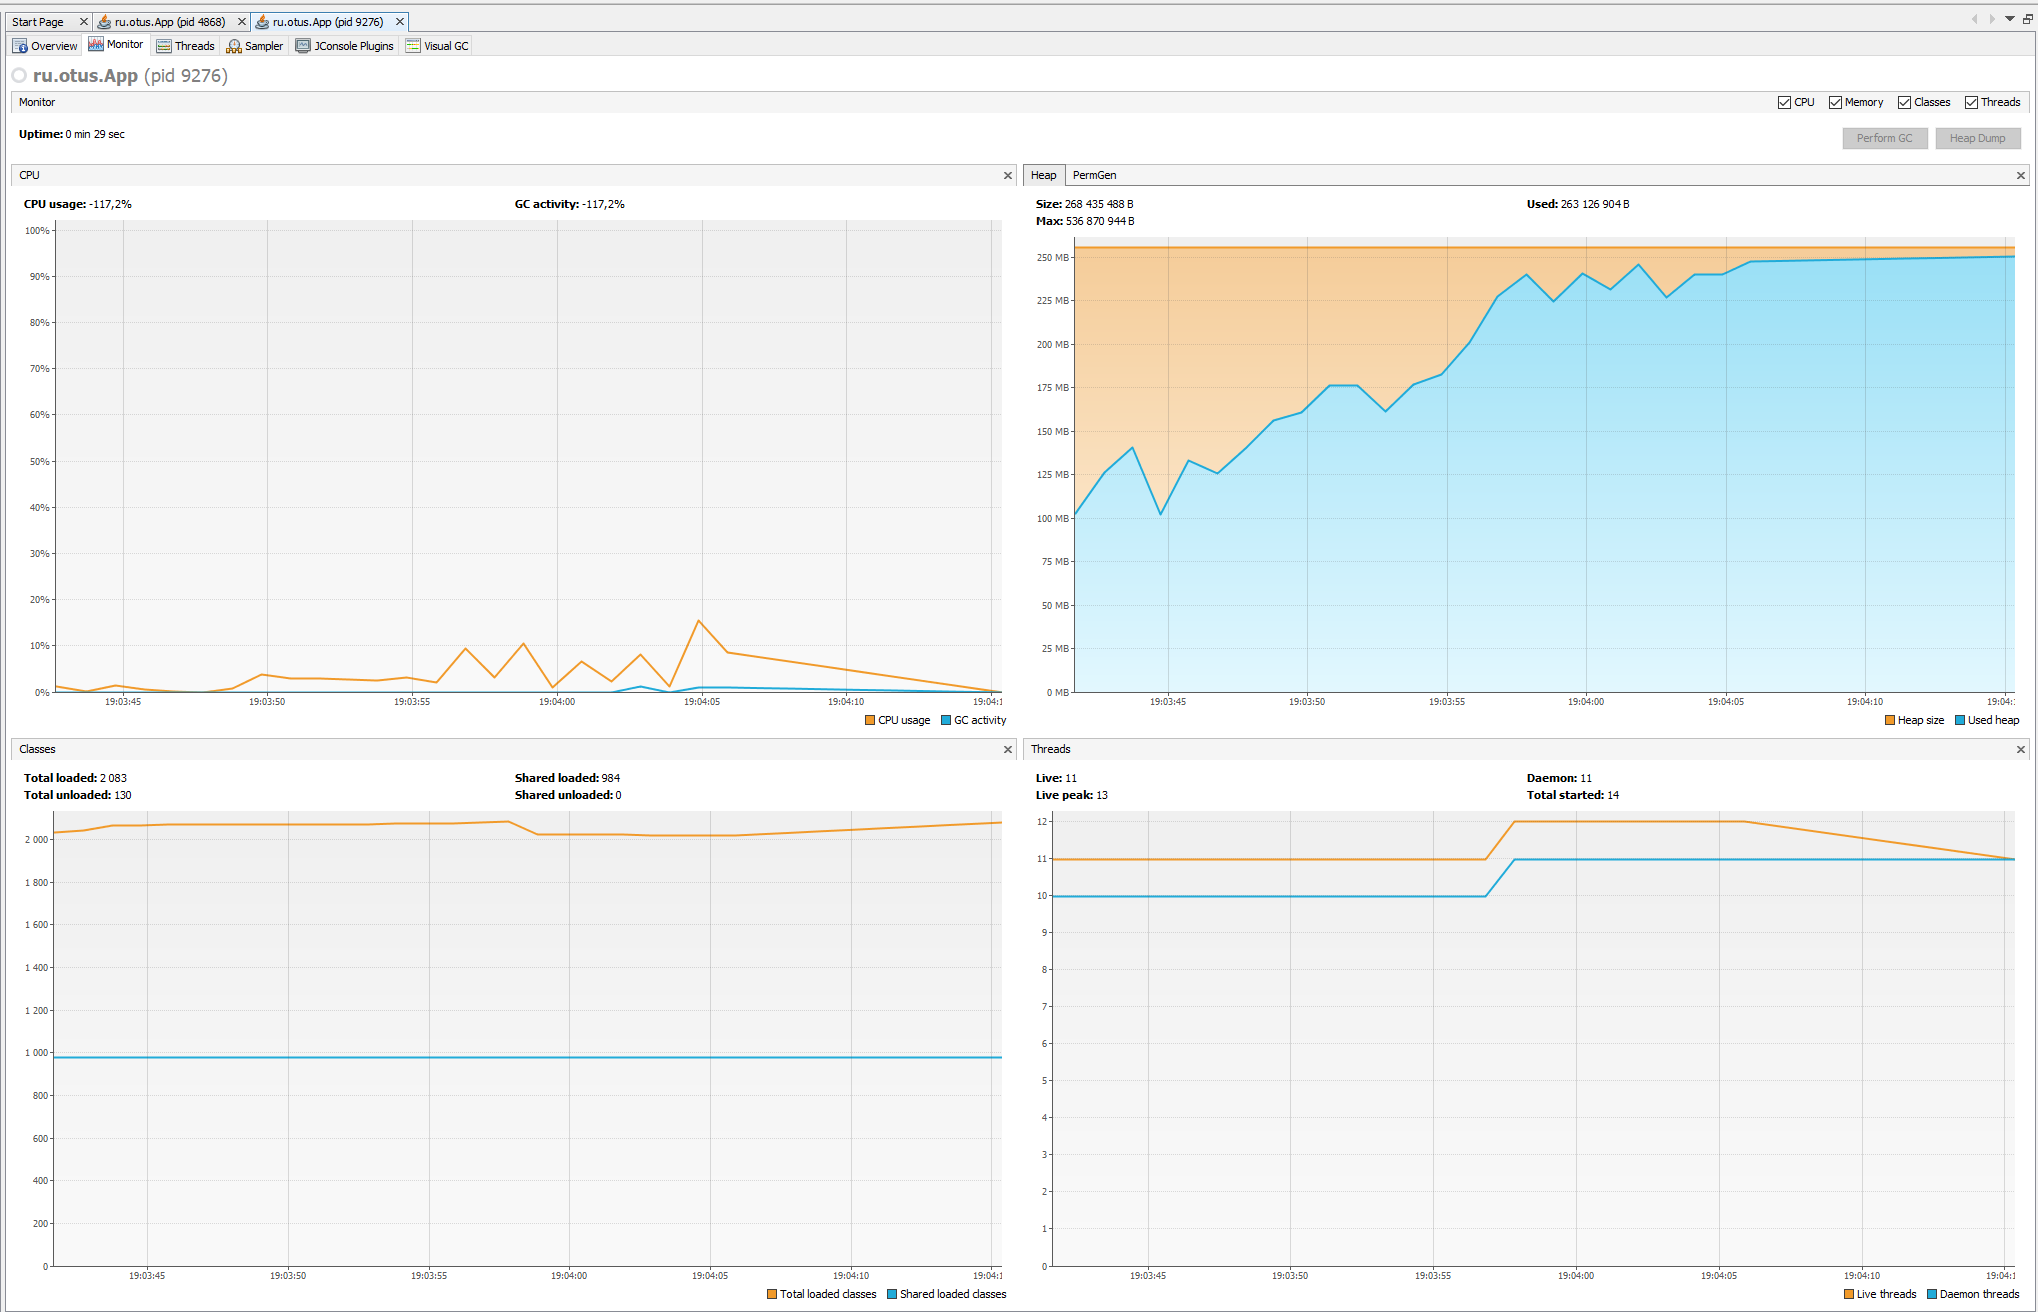 Start Page ru.otus.App (pid 4868) ru.otus.App (pid 9276)
Overview Monitor Threads Sampler JConsole Plugins Visual GC
ru.otus.App (pid 9276)
Monitor CPU Memory Classes Threads
Uptime: 0 min 29 sec
Perform GC Heap Dump
CPU
CPU usage: -117,2% GC activity: -117,2%
100%
90%
80%
70%
60%
50%
40%
30%
20%
10%
0%
19:03:45 19:03:50 19:03:55 19:04:00 19:04:05 19:04:10 19:04:1
CPU usage GC activity
Heap PermGen
Size: 268 435 488 B Used: 263 126 904 B
Max: 536 870 944 B
250 MB
225 MB
200 MB
175 MB
150 MB
125 MB
100 MB
75 MB
50 MB
25 MB
0 MB
19:03:45 19:03:50 19:03:55 19:04:00 19:04:05 19:04:10 19:04:
Heap size Used heap
Classes
Total loaded: 2 083 Shared loaded: 984
Total unloaded: 130 Shared unloaded: 0
2 000
1 800
1 600
1 400
1 200
1 000
800
600
400
200
0
19:03:45 19:03:50 19:03:55 19:04:00 19:04:05 19:04:10 19:04:1
Total loaded classes Shared loaded classes
Threads
Live: 11 Daemon: 11
Live peak: 13 Total started: 14
12
11
10
9
8
7
6
5
4
3
2
1
0
19:03:45 19:03:50 19:03:55 19:04:00 19:04:05 19:04:10 19:04:1
Live threads Daemon threads